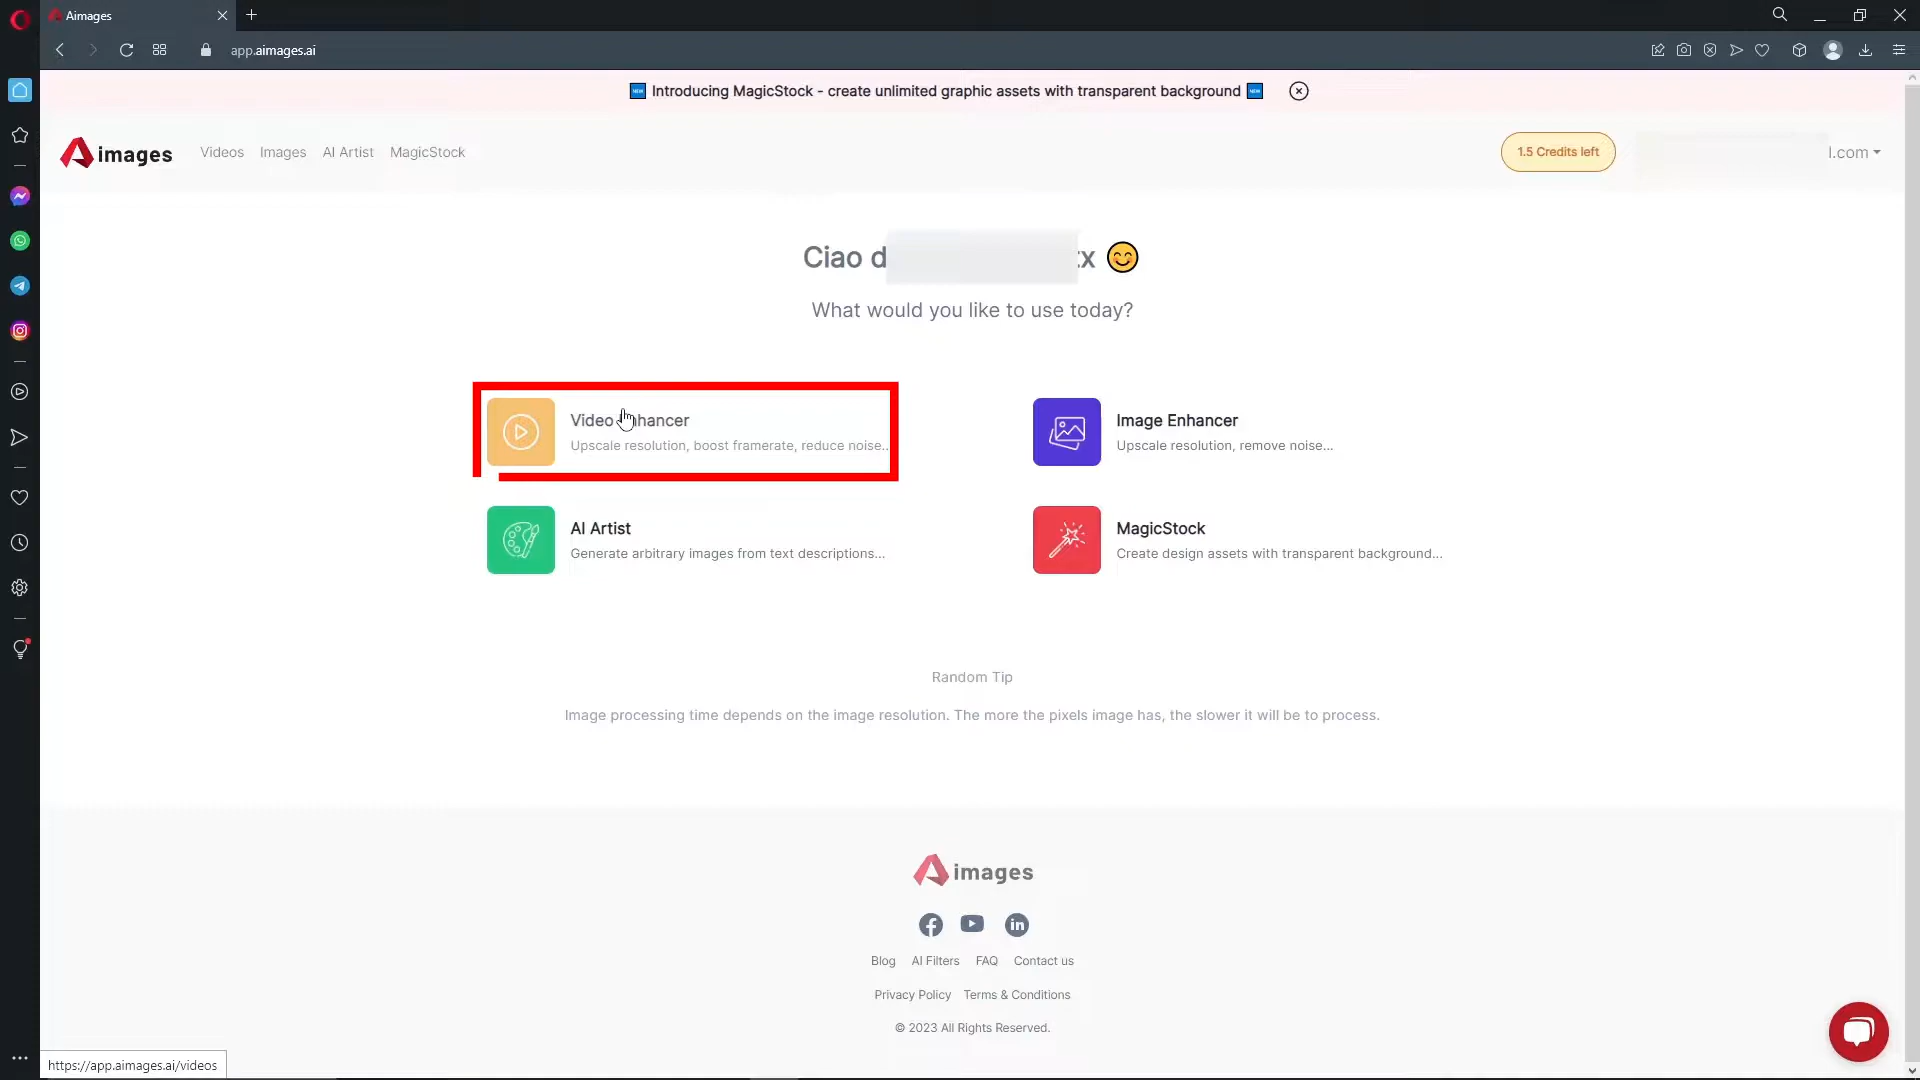 Aimages
app.aimages.ai
Introducing MagicStock - create unlimited graphic assets with transparent background
images
Videos Images AI Artist MagicStock
1.5 Credits left
l.com
Ciao d x
What would you like to use today?
Video Enhancer
Upscale resolution, boost framerate, reduce noise...
Image Enhancer
Upscale resolution, remove noise...
AI Artist
Generate arbitrary images from text descriptions...
MagicStock
Create design assets with transparent background...
Random Tip
Image processing time depends on the image resolution. The more the pixels image has, the slower it will be to process.
images
Blog AI Filters FAQ Contact us
Privacy Policy Terms & Conditions
© 2023 All Rights Reserved.
https://app.aimages.ai/videos